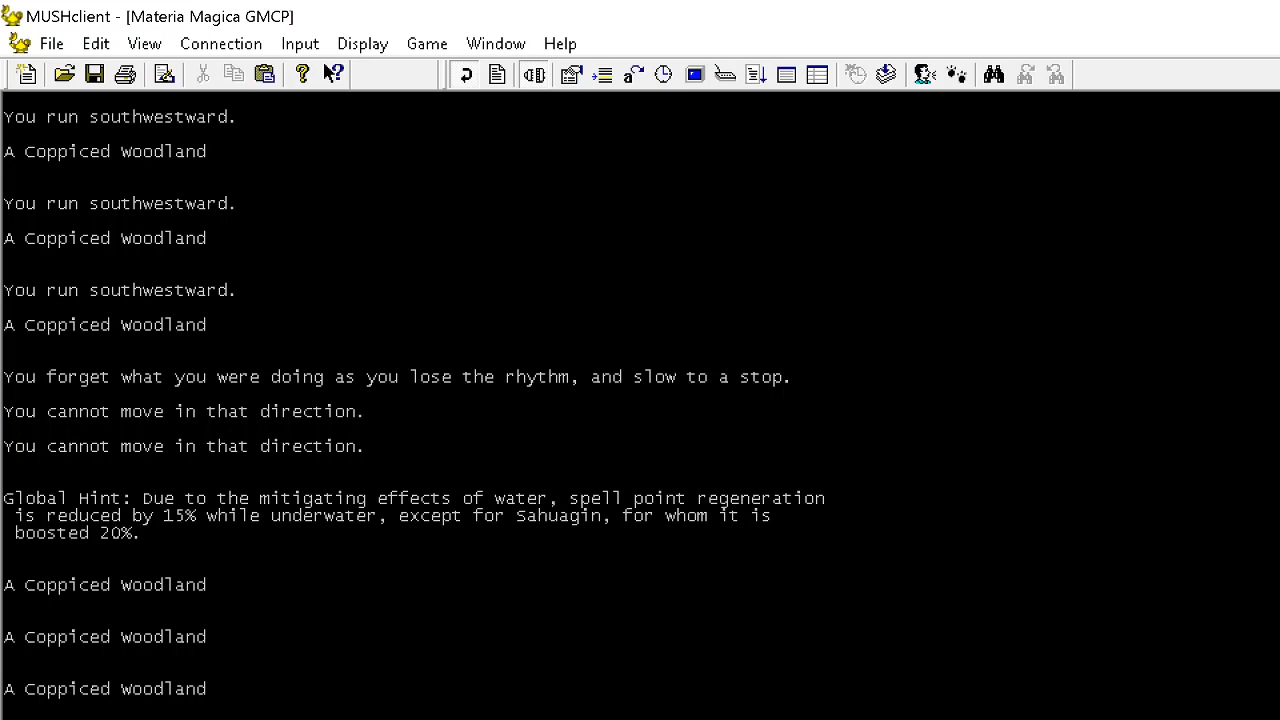 MUSHclient - [Materia Magica GMCP]
File Edit View Connection Input Display Game Window Help
You run southwestward.
A Coppiced Woodland
You run southwestward.
A Coppiced Woodland
You run southwestward.
A Coppiced Woodland
You forget what you were doing as you lose the rhythm, and slow to a stop.
You cannot move in that direction.
You cannot move in that direction.
Global Hint: Due to the mitigating effects of water, spell point regeneration
is reduced by 15% while underwater, except for Sahuagin, for whom it is
boosted 20%.
A Coppiced Woodland
A Coppiced Woodland
A Coppiced Woodland